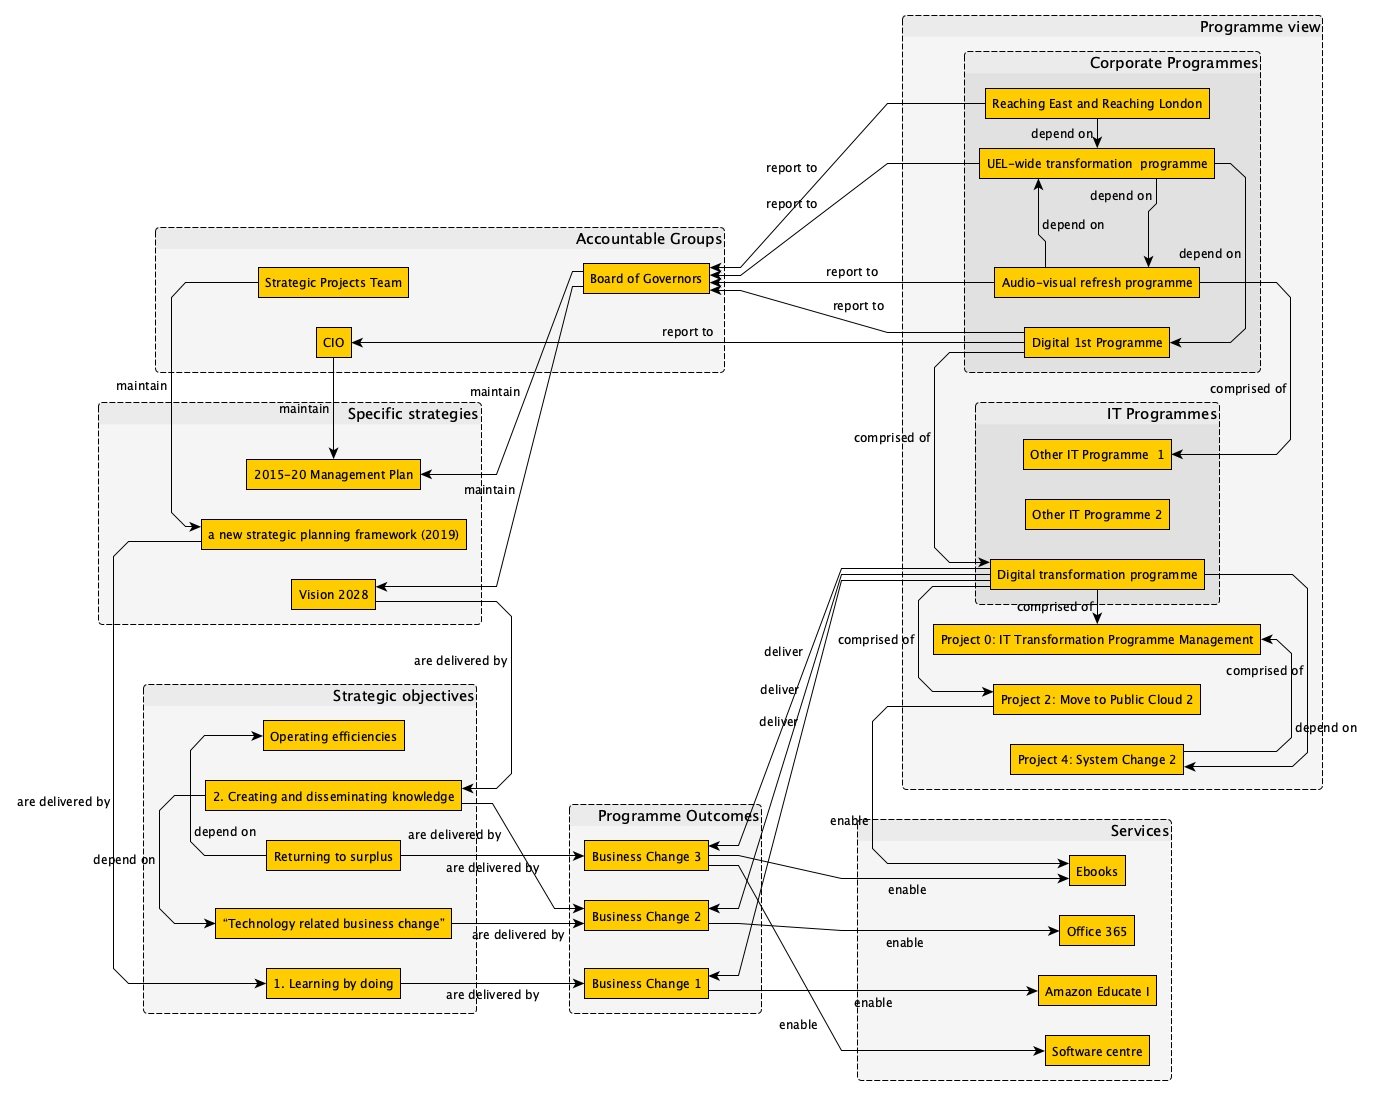 Programme view
Corporate Programmes
Reaching East and Reaching London
depend on
UEL-wide transformation  programme
report to
depend on
report to
depend on
Accountable Groups
depend on
Strategic Projects Team
Board of Governors
report to
Audio-visual refresh programme
report to
CIO
report to
Digital 1st Programme
maintain
maintain
comprised of
maintain
Specific strategies
IT Programmes
comprised of
Other IT Programme  1
2015-20 Management Plan
maintain
Other IT Programme 2
a new strategic planning framework (2019)
Digital transformation programme
Vision 2028
comprised of
comprised of
Project 0: IT Transformation Programme Management
deliver
are delivered by
comprised of
deliver
Strategic objectives
Project 2: Move to Public Cloud 2
deliver
depend on
Operating efficiencies
Project 4: System Change 2
2. Creating and disseminating knowledge
are delivered by
Programme Outcomes
enable
Services
depend on
are delivered by
depend on
Returning to surplus
Business Change 3
are delivered by
Ebooks
enable
“Technology related business change”
Business Change 2
are delivered by
Office 365
enable
1. Learning by doing
Business Change 1
are delivered by
Amazon Educate I
enable
enable
Software centre